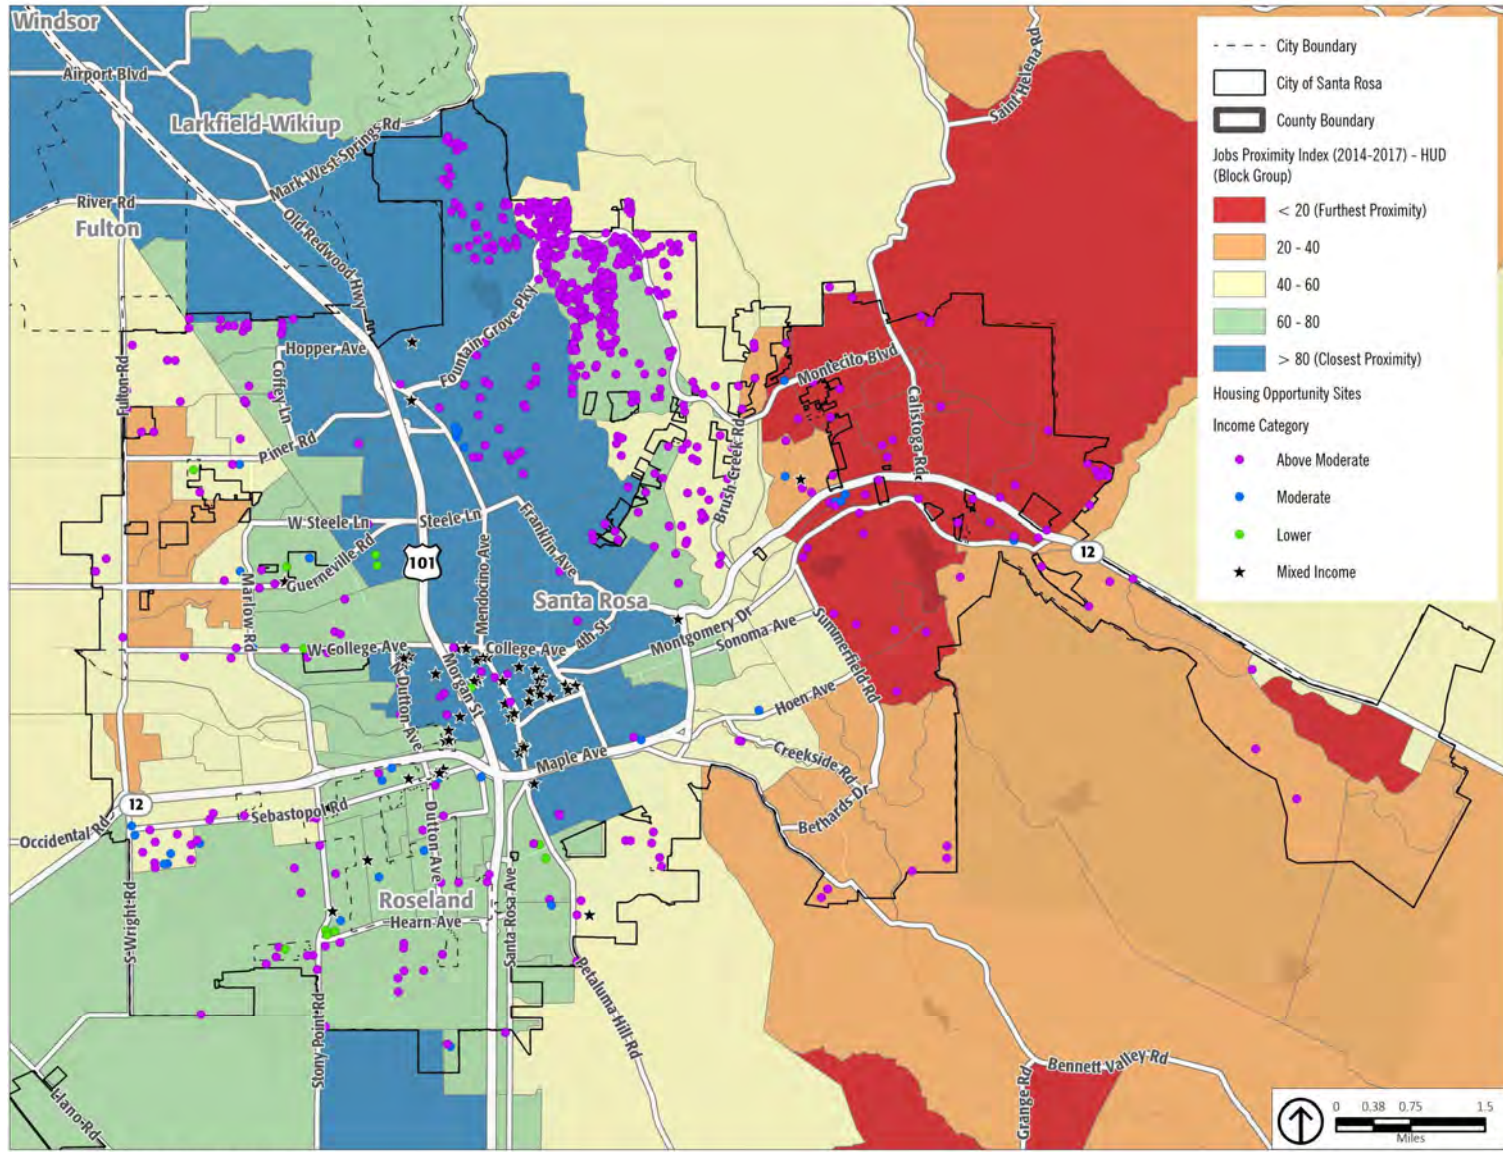 Windsor
Airport Blvd
Larkfield-Wikiup
Mark West Springs Rd
River Rd
Fulton
Old Redwood Hwy
Saint Helena Rd
Fountain Grove Pky
Hopper Ave
Coffey Ln
Fulton Rd
Piner Rd
Montecito Blvd
Calistoga Rd
Brush Creek Rd
W Steele Ln
Steele Ln
Franklin Ave
Guerneville Rd
101
Mendocino Ave
12
Marlow Rd
Santa Rosa
4th St
Montgomery Dr
Sonoma Ave
Summerfield Rd
W College Ave
College Ave
N Dutton Ave
Morgan St
Hoen Ave
Maple Ave
Creekside Rd
Bethards Dr
12
Sebastopol Rd
Occidental Rd
Dutton Ave
Roseland
Hearn Ave
S Wright Rd
Santa Rosa Ave
Stony Point Rd
Petaluma Hill Rd
Llano Rd
Bennett Valley Rd
Grange Rd
City Boundary
City of Santa Rosa
County Boundary
Jobs Proximity Index (2014-2017) - HUD
(Block Group)
< 20 (Furthest Proximity)
20 - 40
40 - 60
60 - 80
> 80 (Closest Proximity)
Housing Opportunity Sites
Income Category
Above Moderate
Moderate
Lower
Mixed Income
0 0.38 0.75 1.5
Miles